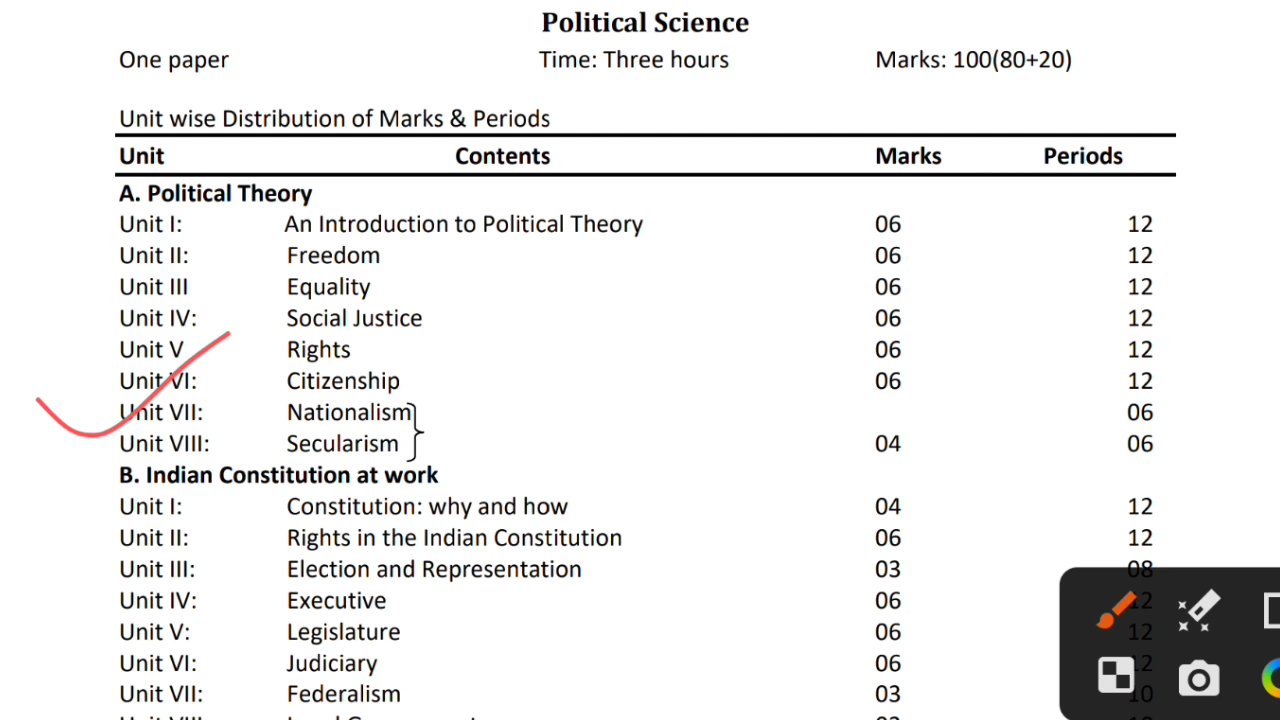 Political Science
One paper Time: Three hours Marks: 100(80+20)
Unit wise Distribution of Marks & Periods
Unit Contents Marks Periods
A. Political Theory
Unit I: An Introduction to Political Theory 06 12
Unit II: Freedom 06 12
Unit III Equality 06 12
Unit IV: Social Justice 06 12
Unit V Rights 06 12
Unit VI: Citizenship 06 12
Unit VII: Nationalism 06
Unit VIII: Secularism 04 06
B. Indian Constitution at work
Unit I: Constitution: why and how 04 12
Unit II: Rights in the Indian Constitution 06 12
Unit III: Election and Representation 03 08
Unit IV: Executive 06 12
Unit V: Legislature 06 12
Unit VI: Judiciary 06 12
Unit VII: Federalism 03 10